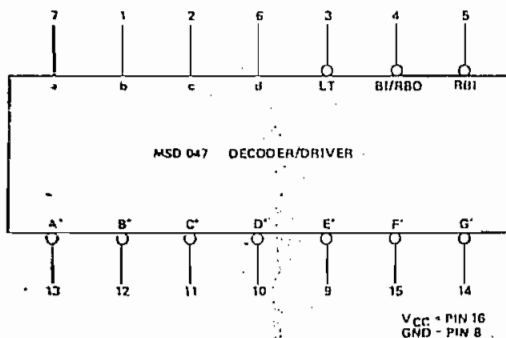 7 1 2 6 3 4 5
a b c d LT BI/RBO RBI
MSD 047 DECODER/DRIVER
A* B* C* D* E* F* G*
13 12 11 10 9 15 14
VCC = PIN 16
GND - PIN 8